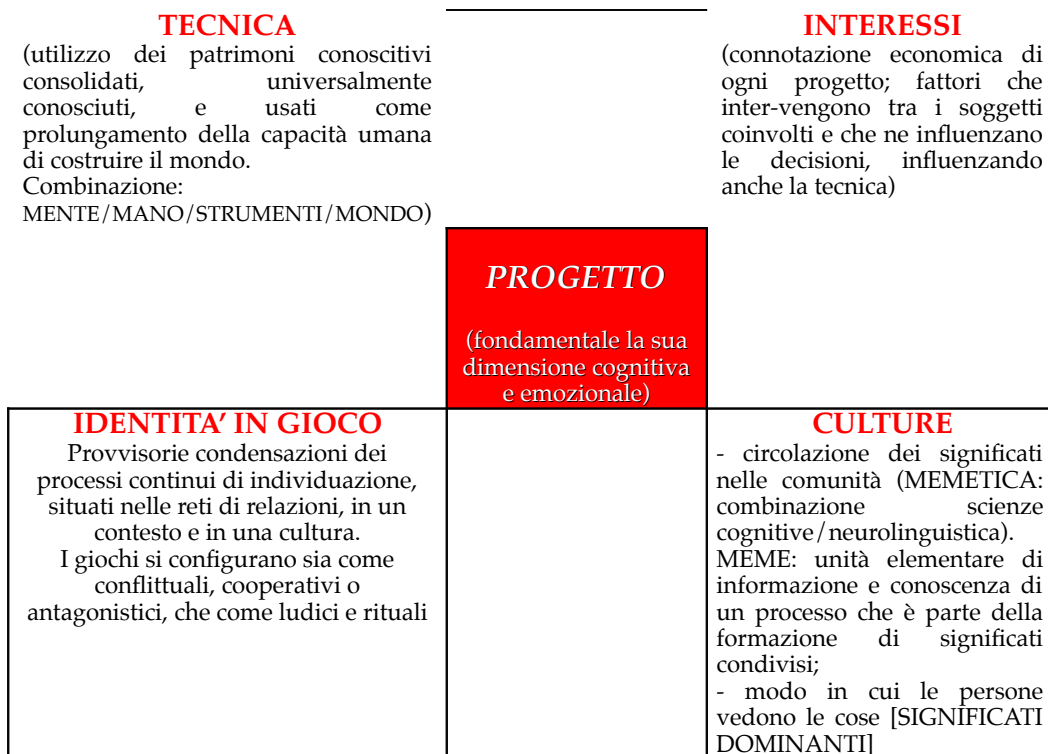 TECNICA
(utilizzo dei patrimoni conoscitivi
consolidati, universalmente
conosciuti, e usati come
prolungamento della capacità umana
di costruire il mondo.
Combinazione:
MENTE/MANO/STRUMENTI/MONDO)
INTERESSI
(connotazione economica di
ogni progetto; fattori che
inter-vengono tra i soggetti
coinvolti e che ne influenzano
le decisioni, influenzando
anche la tecnica)
PROGETTO
(fondamentale la sua
dimensione cognitiva
e emozionale)
IDENTITA' IN GIOCO
Provvisorie condensazioni dei
processi continui di individuazione,
situati nelle reti di relazioni, in un
contesto e in una cultura.
I giochi si configurano sia come
conflittuali, cooperativi o
antagonistici, che come ludici e rituali
CULTURE
- circolazione dei significati
nelle comunità (MEMETICA:
combinazione scienze
cognitive/neurolinguistica).
MEME: unità elementare di
informazione e conoscenza di
un processo che è parte della
formazione di significati
condivisi;
- modo in cui le persone
vedono le cose [SIGNIFICATI
DOMINANTI]